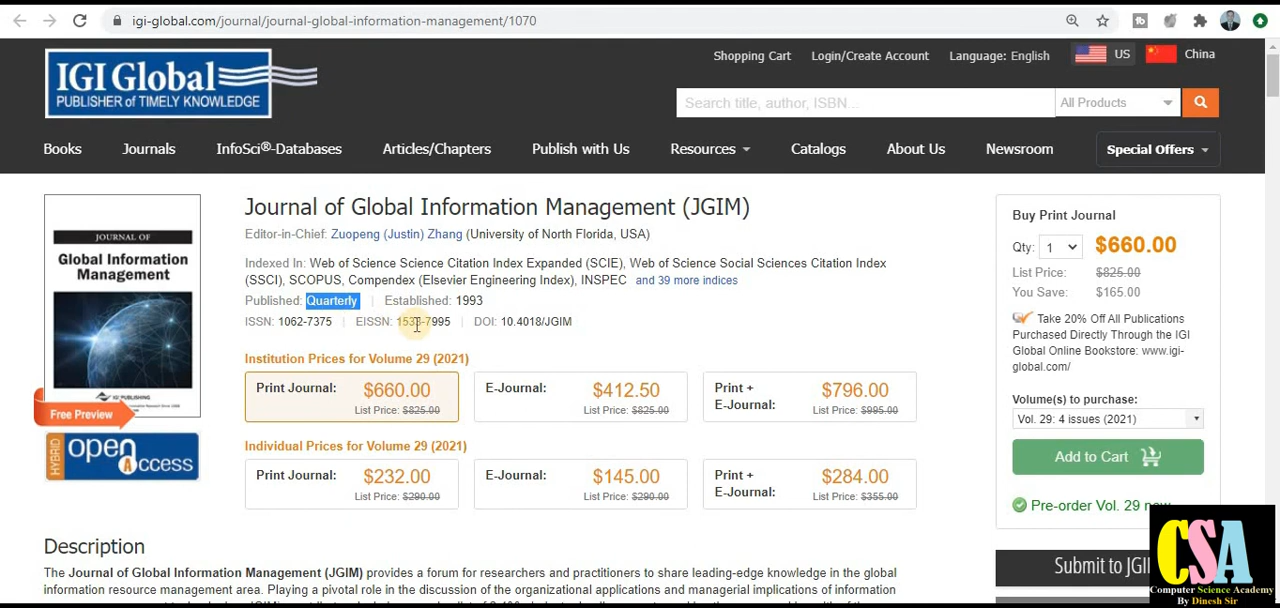 igi-global.com/journal/journal-global-information-management/1070
IGI Global
PUBLISHER of TIMELY KNOWLEDGE
Shopping Cart Login/Create Account Language: English US China
Search title, author, ISBN... All Products
Books Journals InfoSci®-Databases Articles/Chapters Publish with Us Resources Catalogs About Us Newsroom Special Offers
JOURNAL OF
Global Information
Management
IGI PUBLISHING
Free Preview
HYBRID
open Access
Journal of Global Information Management (JGIM)
Editor-in-Chief: Zuopeng (Justin) Zhang (University of North Florida, USA)
Indexed In: Web of Science Science Citation Index Expanded (SCIE), Web of Science Social Sciences Citation Index
(SSCI), SCOPUS, Compendex (Elsevier Engineering Index), INSPEC and 39 more indices
Published: Quarterly | Established: 1993
ISSN: 1062-7375 | EISSN: | DOI: 10.4018/JGIM
Institution Prices for Volume 29 (2021)
Print Journal: $660.00
List Price: $825.00
E-Journal: $412.50
List Price: $825.00
Print +
E-Journal: $796.00
List Price: $995.00
Individual Prices for Volume 29 (2021)
Print Journal: $232.00
List Price: $290.00
E-Journal: $145.00
List Price: $290.00
Print +
E-Journal: $284.00
List Price: $355.00
Buy Print Journal
Qty: 1 $660.00
List Price: $825.00
You Save: $165.00
Take 20% Off All Publications
Purchased Directly Through the IGI
Global Online Bookstore: www.igi-
global.com/
Volume(s) to purchase:
Vol. 29: 4 issues (2021)
Add to Cart
Pre-order Vol. 29 now
Submit to JGI
Description
The Journal of Global Information Management (JGIM) provides a forum for researchers and practitioners to share leading-edge knowledge in the global
information resource management area. Playing a pivotal role in the discussion of the organizational applications and managerial implications of information
CSA
Computer Science Academy
By Dinesh Sir